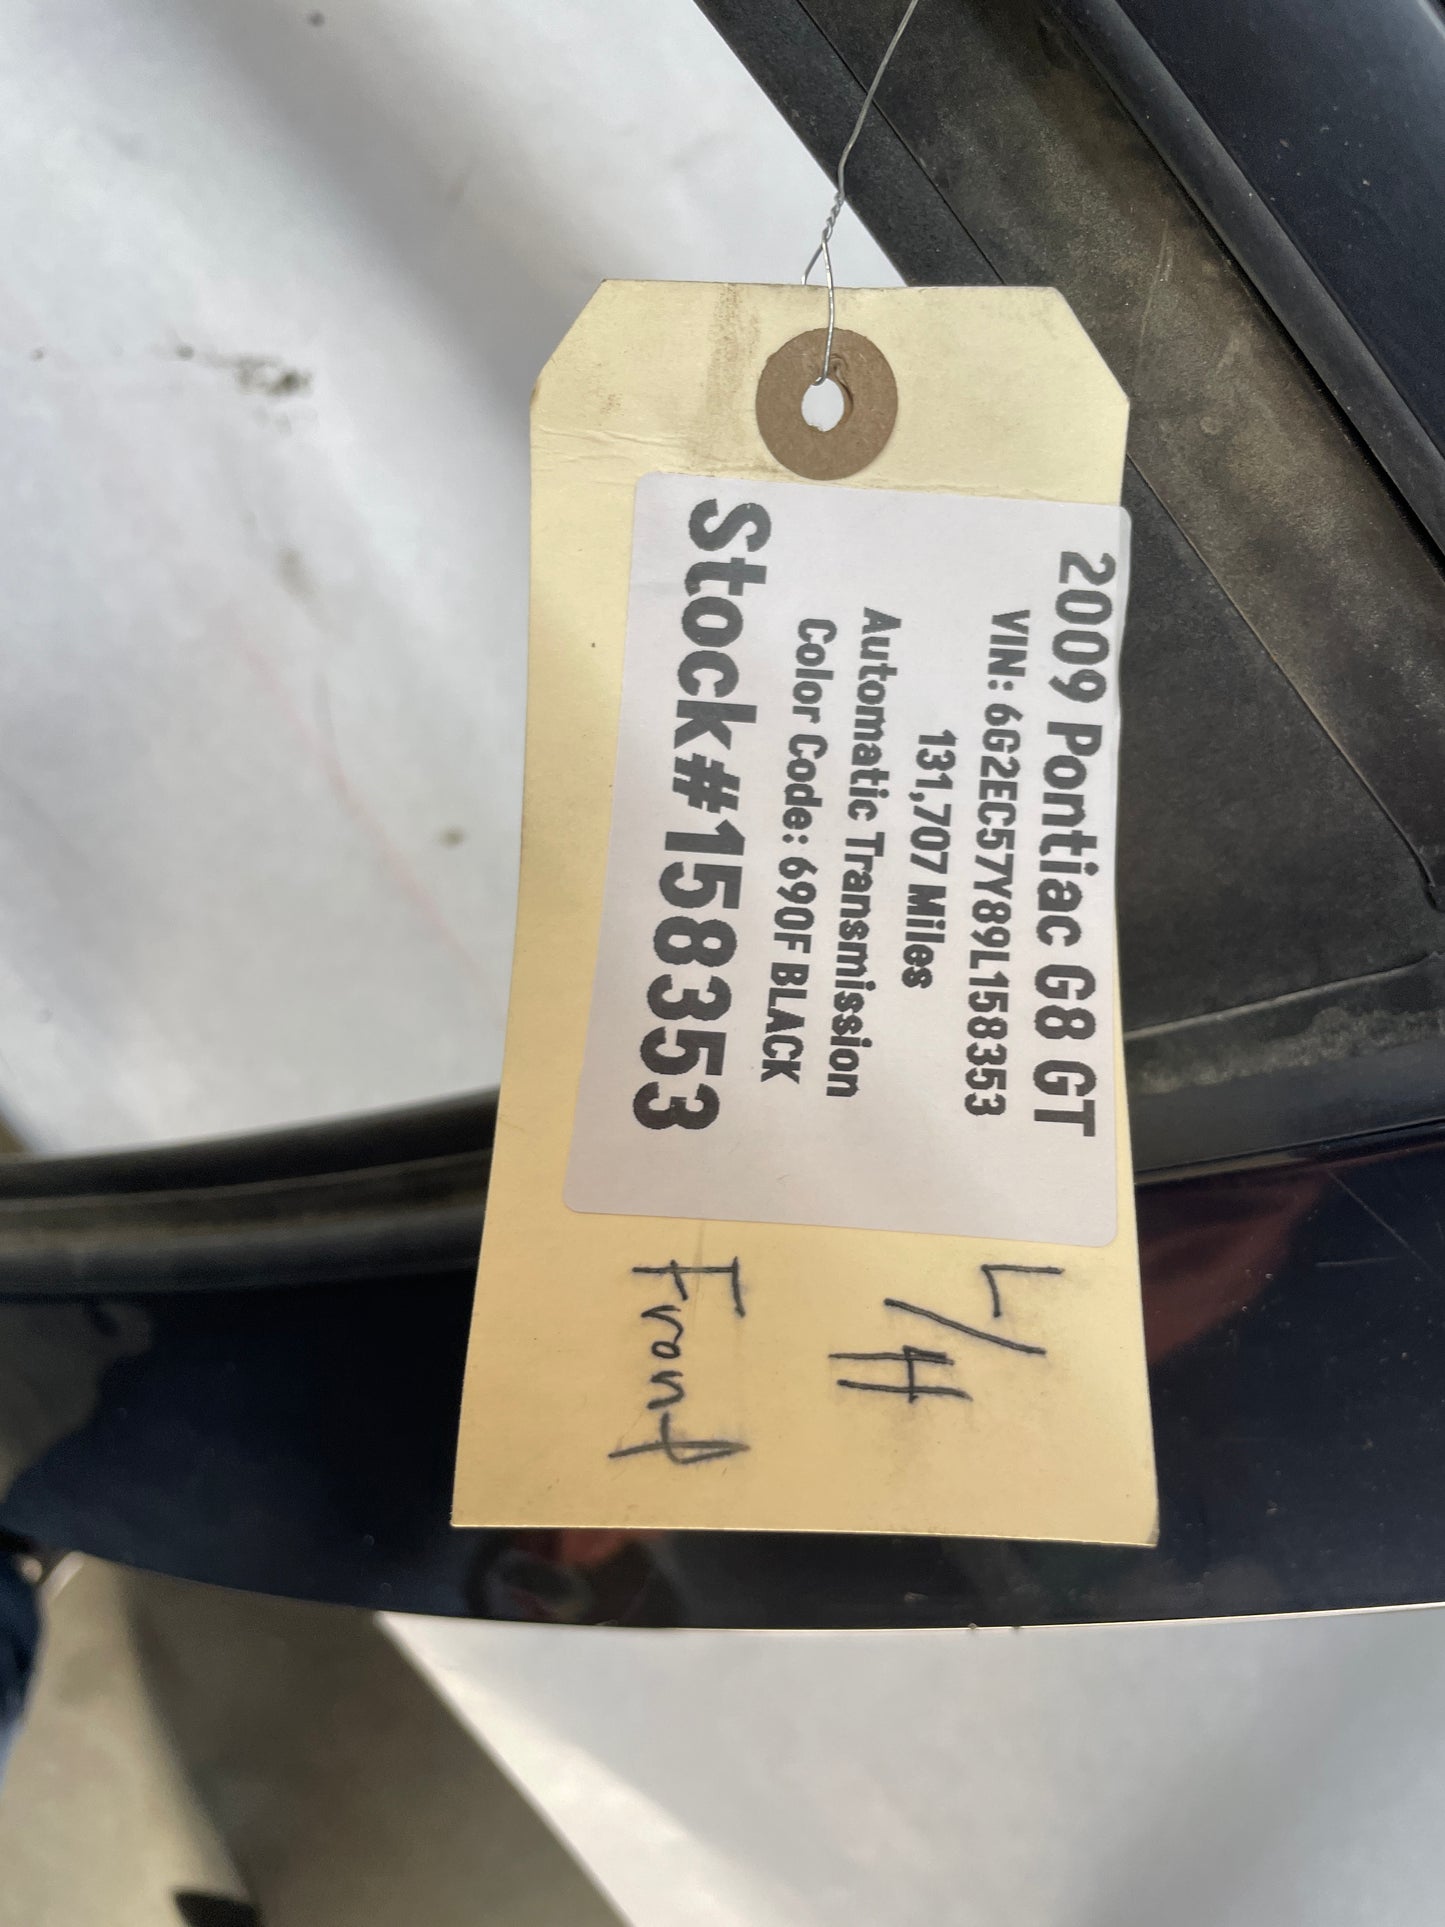 2009 Pontiac G8 GT
VIN: 6G2EC57Y89L158353
131,707 Miles
Automatic Transmission
Color Code: 690F BLACK
Stock#158353
L/H
Front